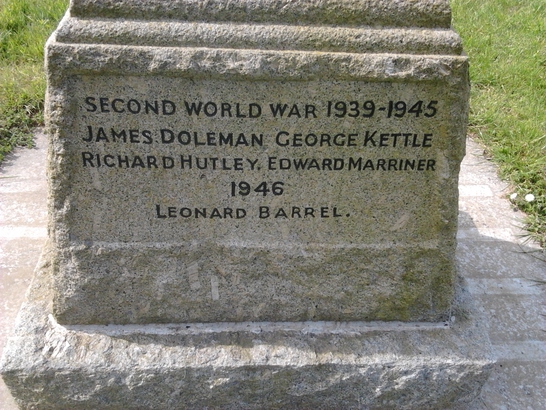 SECOND WORLD WAR 1939-1945
JAMES DOLEMAN GEORGE KETTLE
RICHARD HUTLEY. EDWARD MARRINER
1946
LEONARD BARREL.